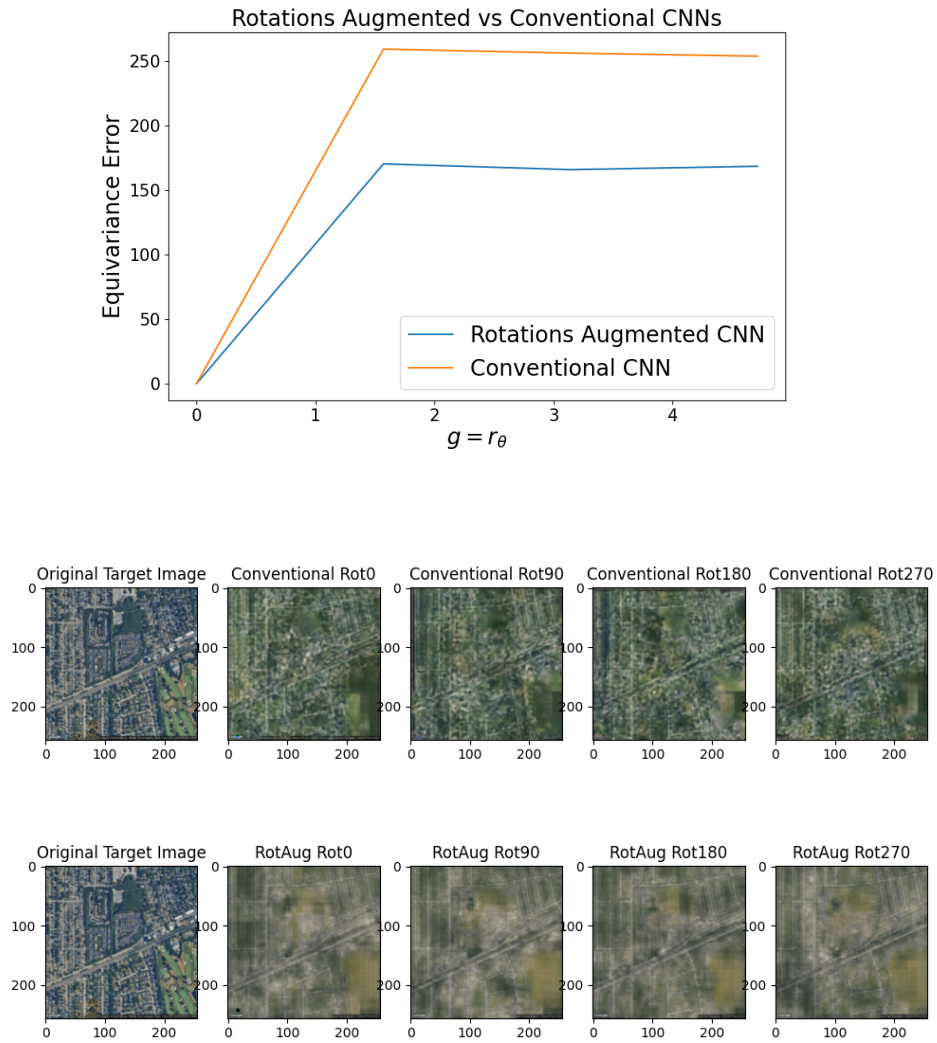 Rotations Augmented vs Conventional CNNs
Equivariance Error
250
200
150
100
50
0
Rotations Augmented CNN
Conventional CNN
0 1 2 3 4
g = r_θ
Original Target Image Conventional Rot0 Conventional Rot90 Conventional Rot180 Conventional Rot270
0 0 0 0 0
100 100 100 100 100
200 200 200 200 200
0 100 200 0 100 200 0 100 200 0 100 200 0 100 200
Original Target Image RotAug Rot0 RotAug Rot90 RotAug Rot180 RotAug Rot270
0 0 0 0 0
100 100 100 100 100
200 200 200 200 200
0 100 200 0 100 200 0 100 200 0 100 200 0 100 200